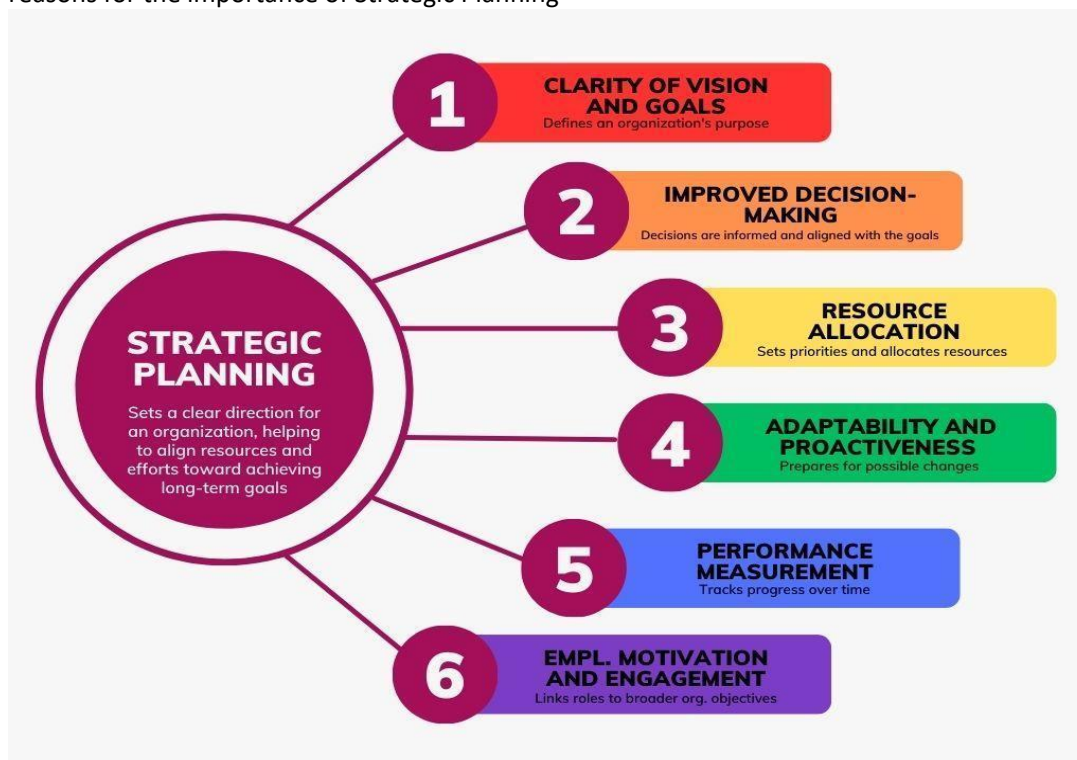 reasons for the importance of Strategic Planning
1
CLARITY OF VISION
AND GOALS
Defines an organization's purpose
2
IMPROVED DECISION-
MAKING
Decisions are informed and aligned with the goals
3
RESOURCE
ALLOCATION
Sets priorities and allocates resources
STRATEGIC
PLANNING
Sets a clear direction for
an organization, helping
to align resources and
efforts toward achieving
long-term goals
4
ADAPTABILITY AND
PROACTIVENESS
Prepares for possible changes
5
PERFORMANCE
MEASUREMENT
Tracks progress over time
6
EMPL. MOTIVATION
AND ENGAGEMENT
Links roles to broader org. objectives